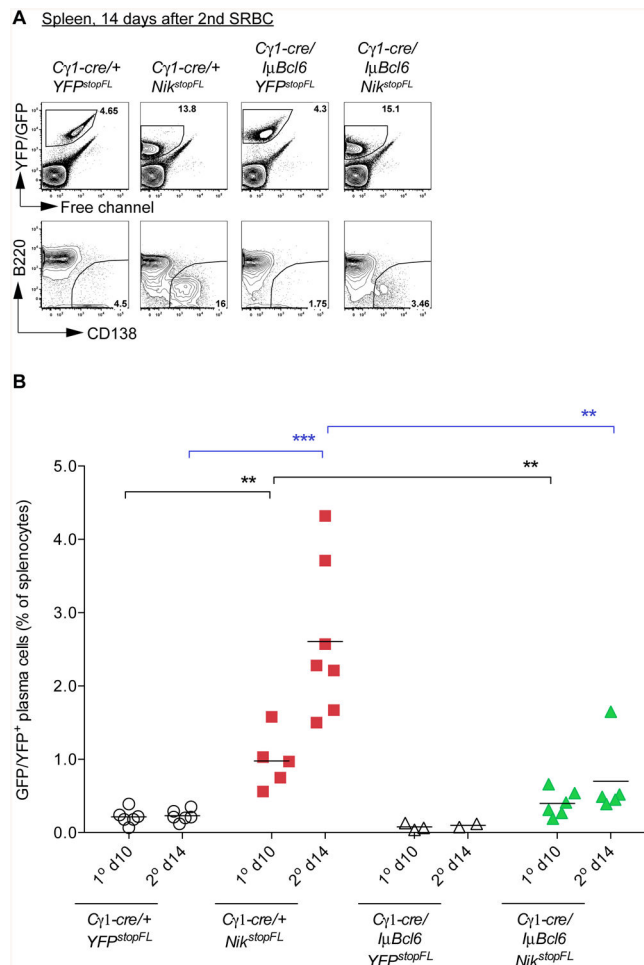 A Spleen, 14 days after 2nd SRBC
Cγ1-cre/+
YFPstopFL
Cγ1-cre/+
NikstopFL
Cγ1-cre/
IμBcl6
YFPstopFL
Cγ1-cre/
IμBcl6
NikstopFL
YFP/GFP
4.65
13.8
4.3
15.1
Free channel
B220
4.5
16
1.75
3.46
CD138
B
GFP/YFP+ plasma cells (% of splenocytes)
**
***
**
**
5.0
4.0
3.0
2.0
1.0
0.0
1° d10
2° d14
1° d10
2° d14
1° d10
2° d14
1° d10
2° d14
Cγ1-cre/+
YFPstopFL
Cγ1-cre/+
NikstopFL
Cγ1-cre/
IμBcl6
YFPstopFL
Cγ1-cre/
IμBcl6
NikstopFL